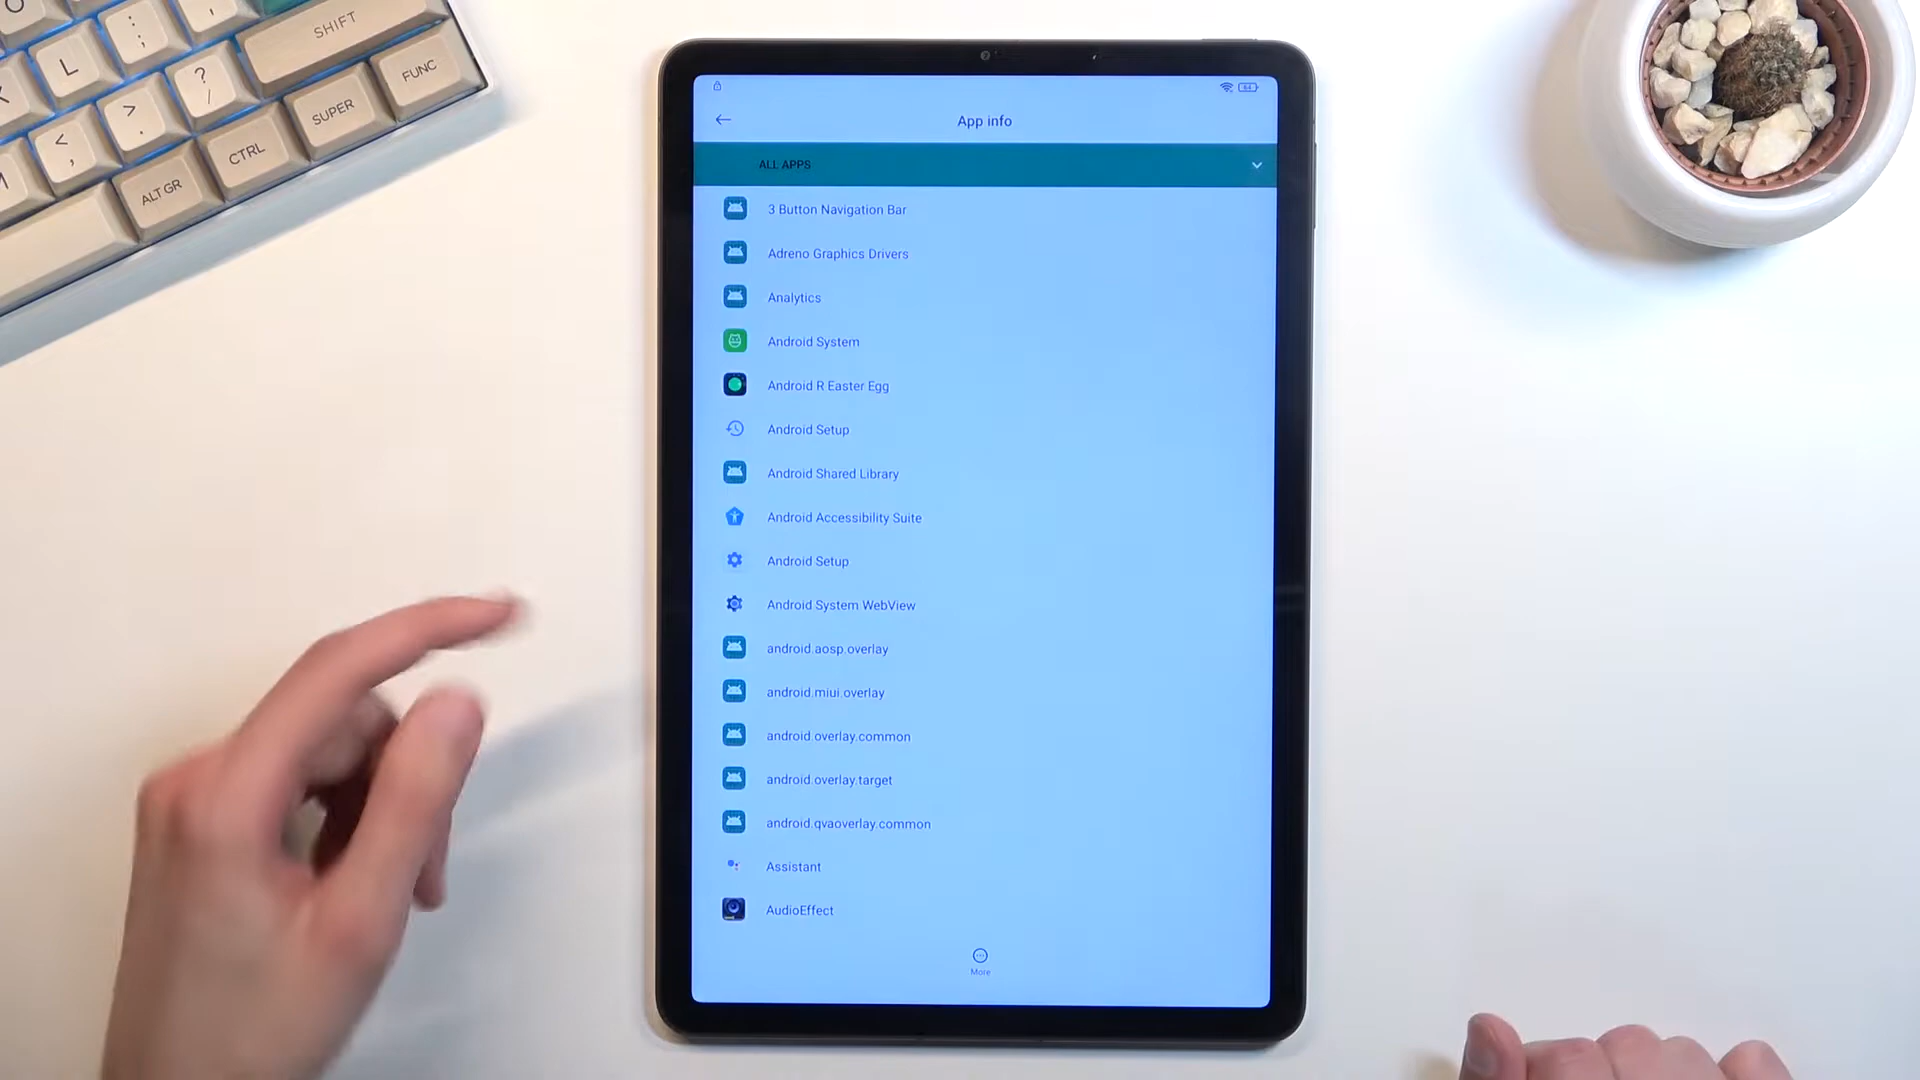 O
L
:
;
SHIFT
<
,
>
.
?
/
ALT GR
CTRL
SUPER
FUNC
App info
ALL APPS
3 Button Navigation Bar
Adreno Graphics Drivers
Analytics
Android System
Android R Easter Egg
Android Setup
Android Shared Library
Android Accessibility Suite
Android Setup
Android System WebView
android.aosp.overlay
android.miui.overlay
android.overlay.common
android.overlay.target
android.qvaoverlay.common
Assistant
AudioEffect
More